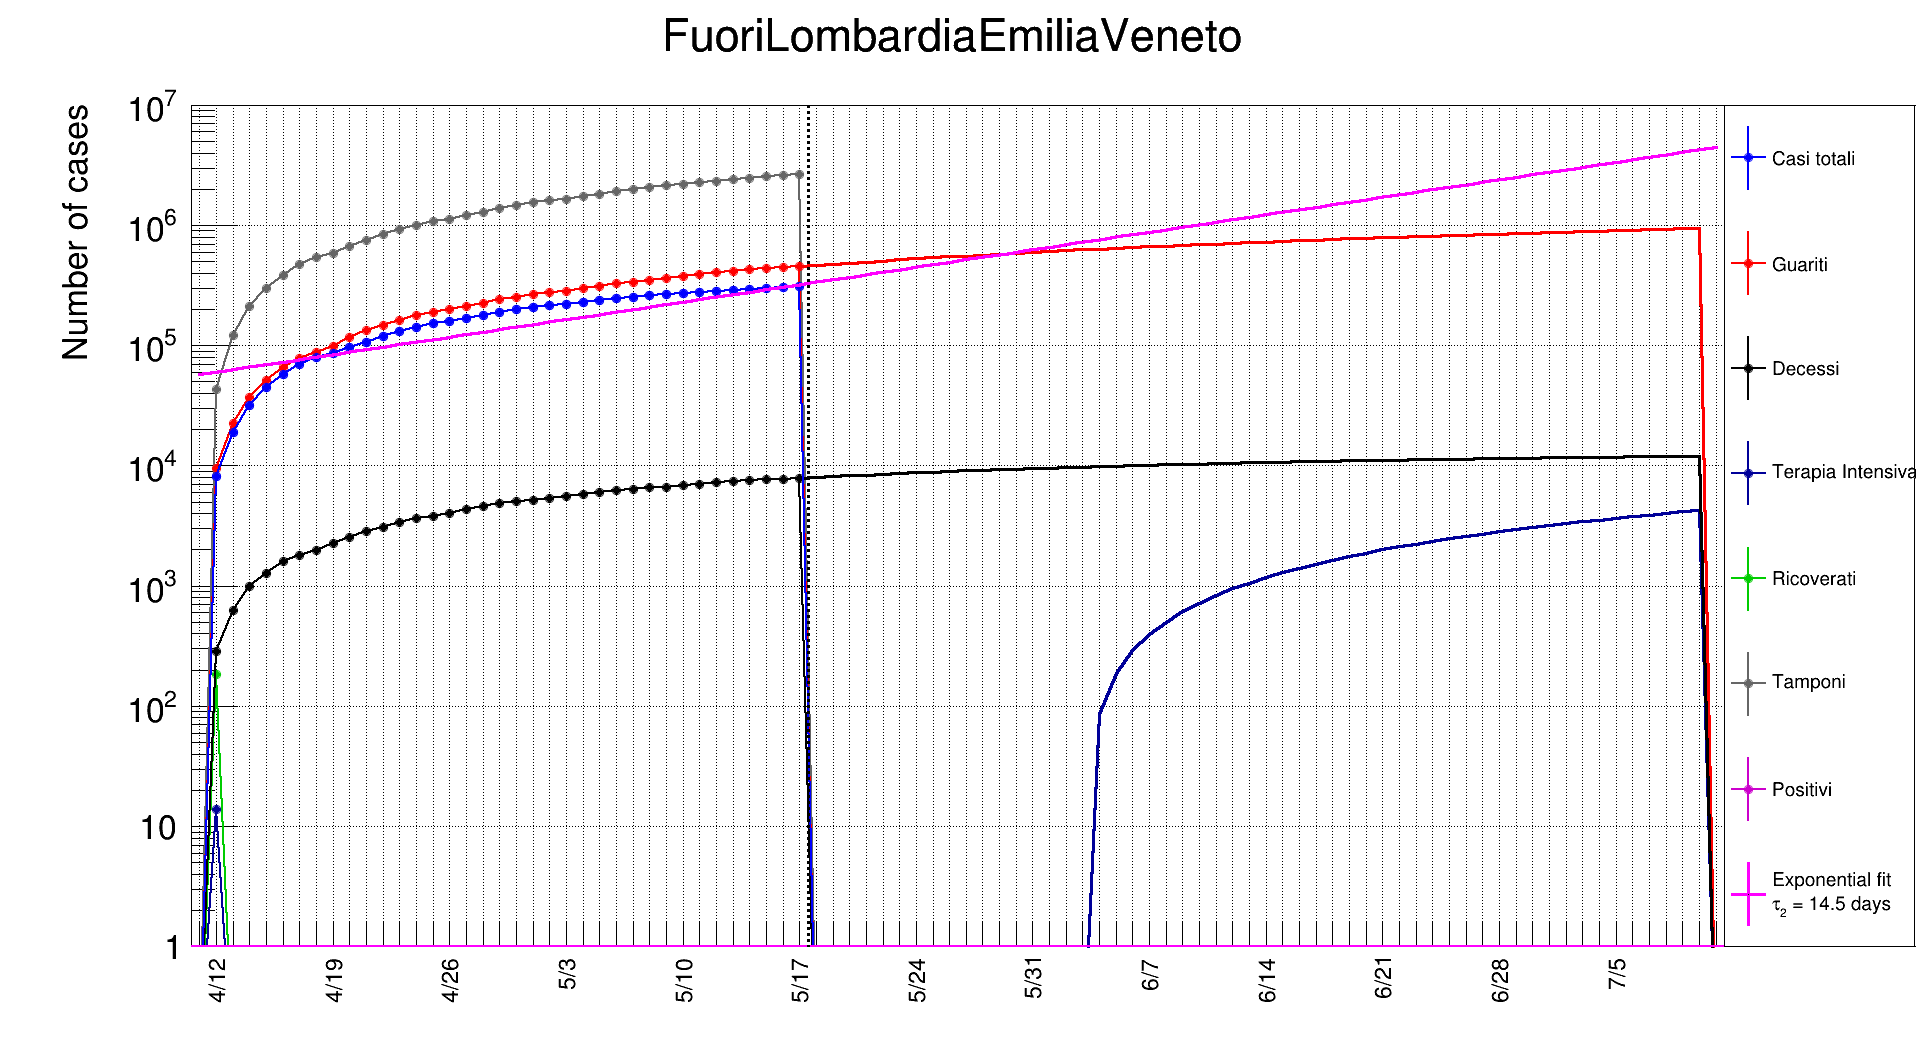 FuoriLombardiaEmiliaVeneto
Number of cases
10^7
10^6
10^5
10^4
10^3
10^2
10
1
4/12
4/19
4/26
5/3
5/10
5/17
5/24
5/31
6/7
6/14
6/21
6/28
7/5
Casi totali
Guariti
Decessi
Terapia Intensiva
Ricoverati
Tamponi
Positivi
Exponential fit
τ_2 = 14.5 days